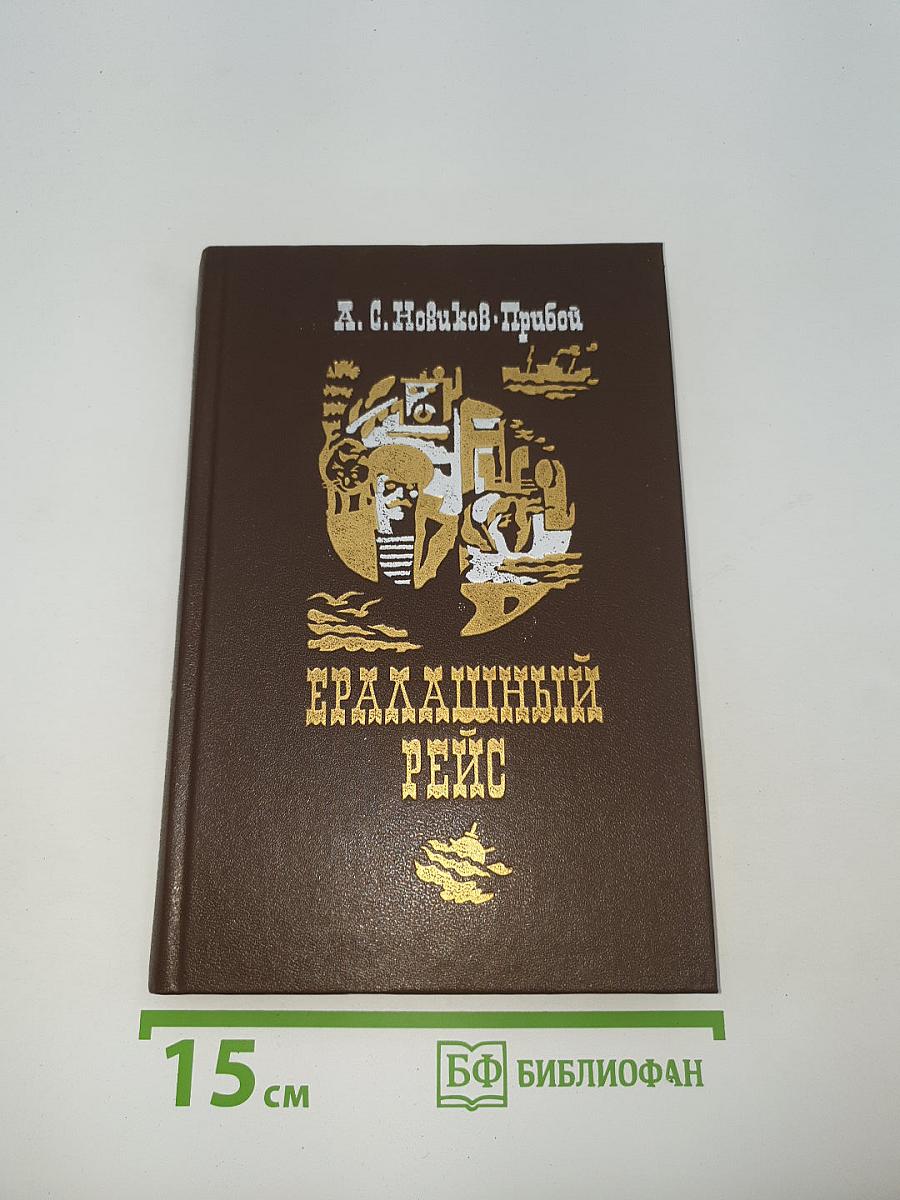 А. С. Новиков-Прибой
ЕРАЛАШНЫЙ
РЕЙС
15 см
БФ БИБЛИОФАН